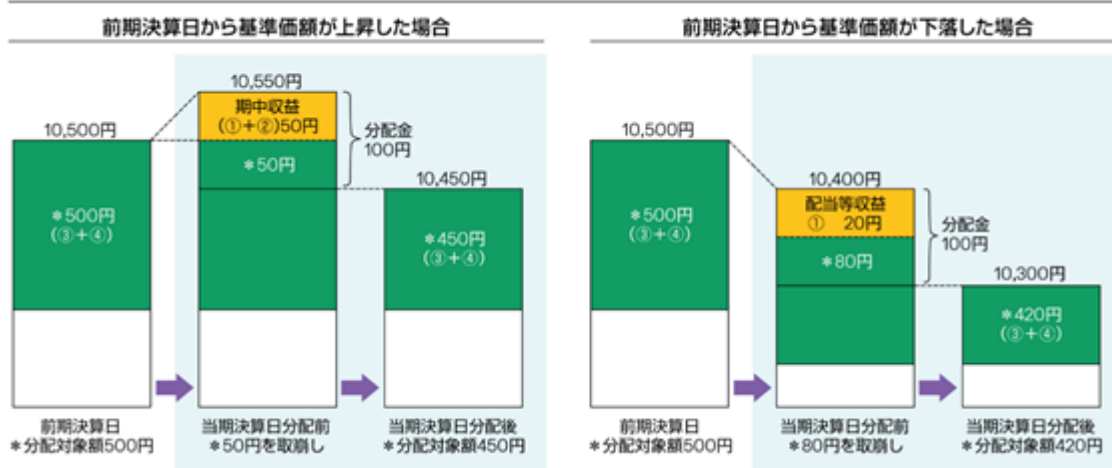 前期決算日から基準価額が上昇した場合
10,500円
*500円
(③+④)
前期決算日
*分配対象額500円
10,550円
期中収益
(①+②)50円
*50円
分配金
100円
当期決算日分配前
*50円を取崩し
10,450円
*450円
(③+④)
当期決算日分配後
*分配対象額450円
前期決算日から基準価額が下落した場合
10,500円
*500円
(③+④)
前期決算日
*分配対象額500円
10,400円
配当等収益
① 20円
*80円
分配金
100円
当期決算日分配前
*80円を取崩し
10,300円
*420円
(③+④)
当期決算日分配後
*分配対象額420円